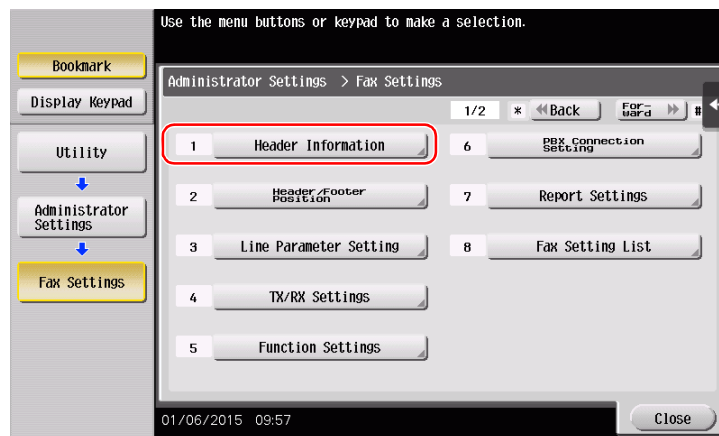 Use the menu buttons or keypad to make a selection.
Bookmark
Display Keypad
Utility
Administrator
Settings
Fax Settings
Administrator Settings > Fax Settings
1/2 * Back For-
ward #
1 Header Information
2 Header/Footer
Position
3 Line Parameter Setting
4 TX/RX Settings
5 Function Settings
6 PBX Connection
Setting
7 Report Settings
8 Fax Setting List
01/06/2015 09:57
Close